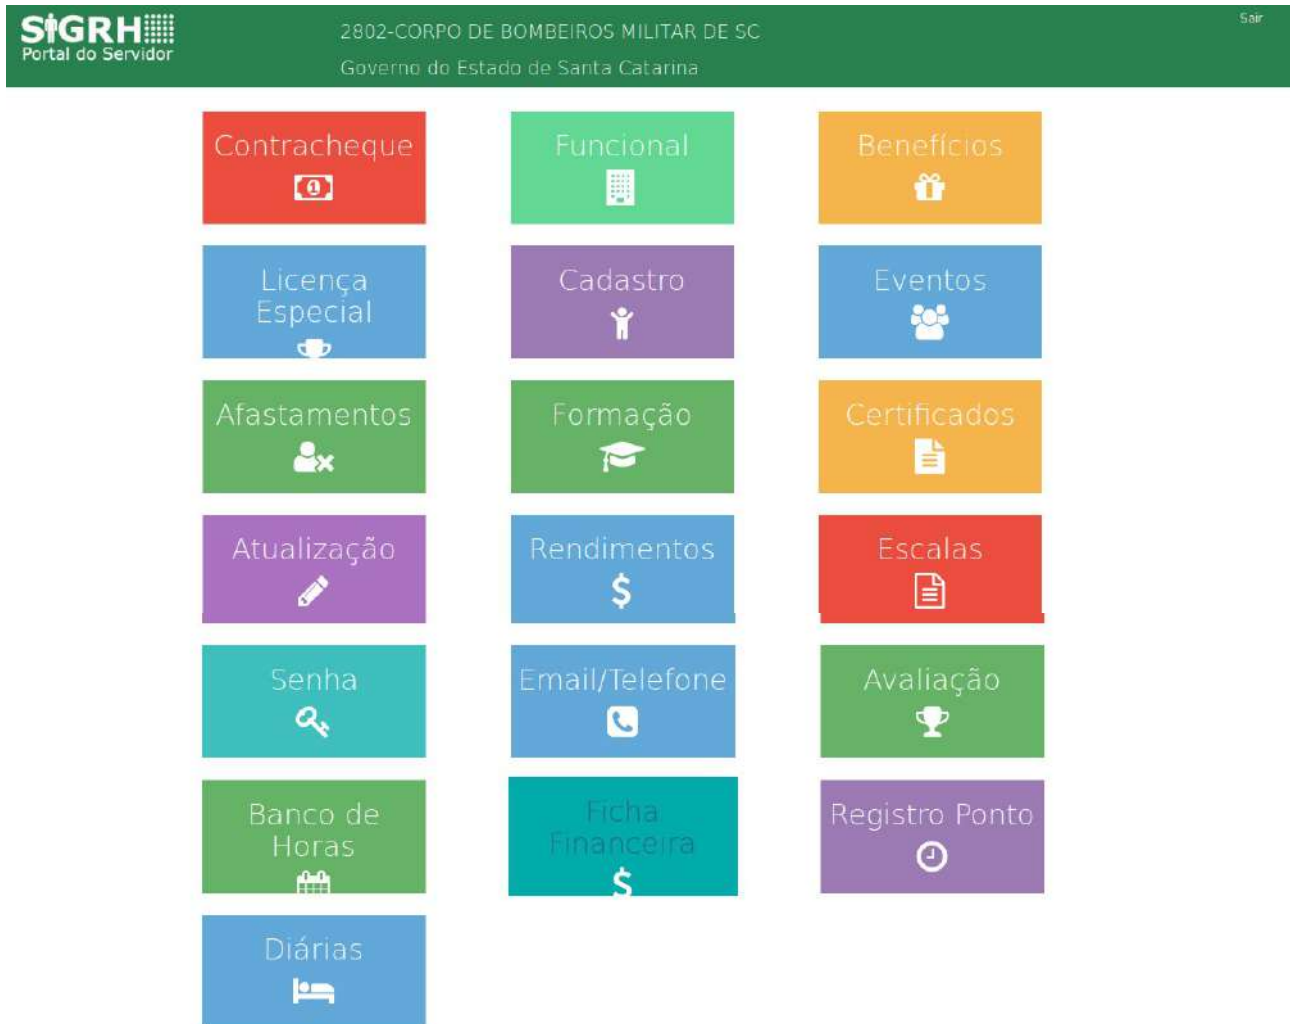 SIGRH
Portal do Servidor
2802-CORPO DE BOMBEIROS MILITAR DE SC
Governo do Estado de Santa Catarina
Sair
Contracheque
Funcional
Benefícios
Licença
Especial
Cadastro
Eventos
Afastamentos
Formação
Certificados
Atualização
Rendimentos
Escalas
Senha
Email/Telefone
Avaliação
Banco de
Horas
Ficha
Financeira
Registro Ponto
Diárias